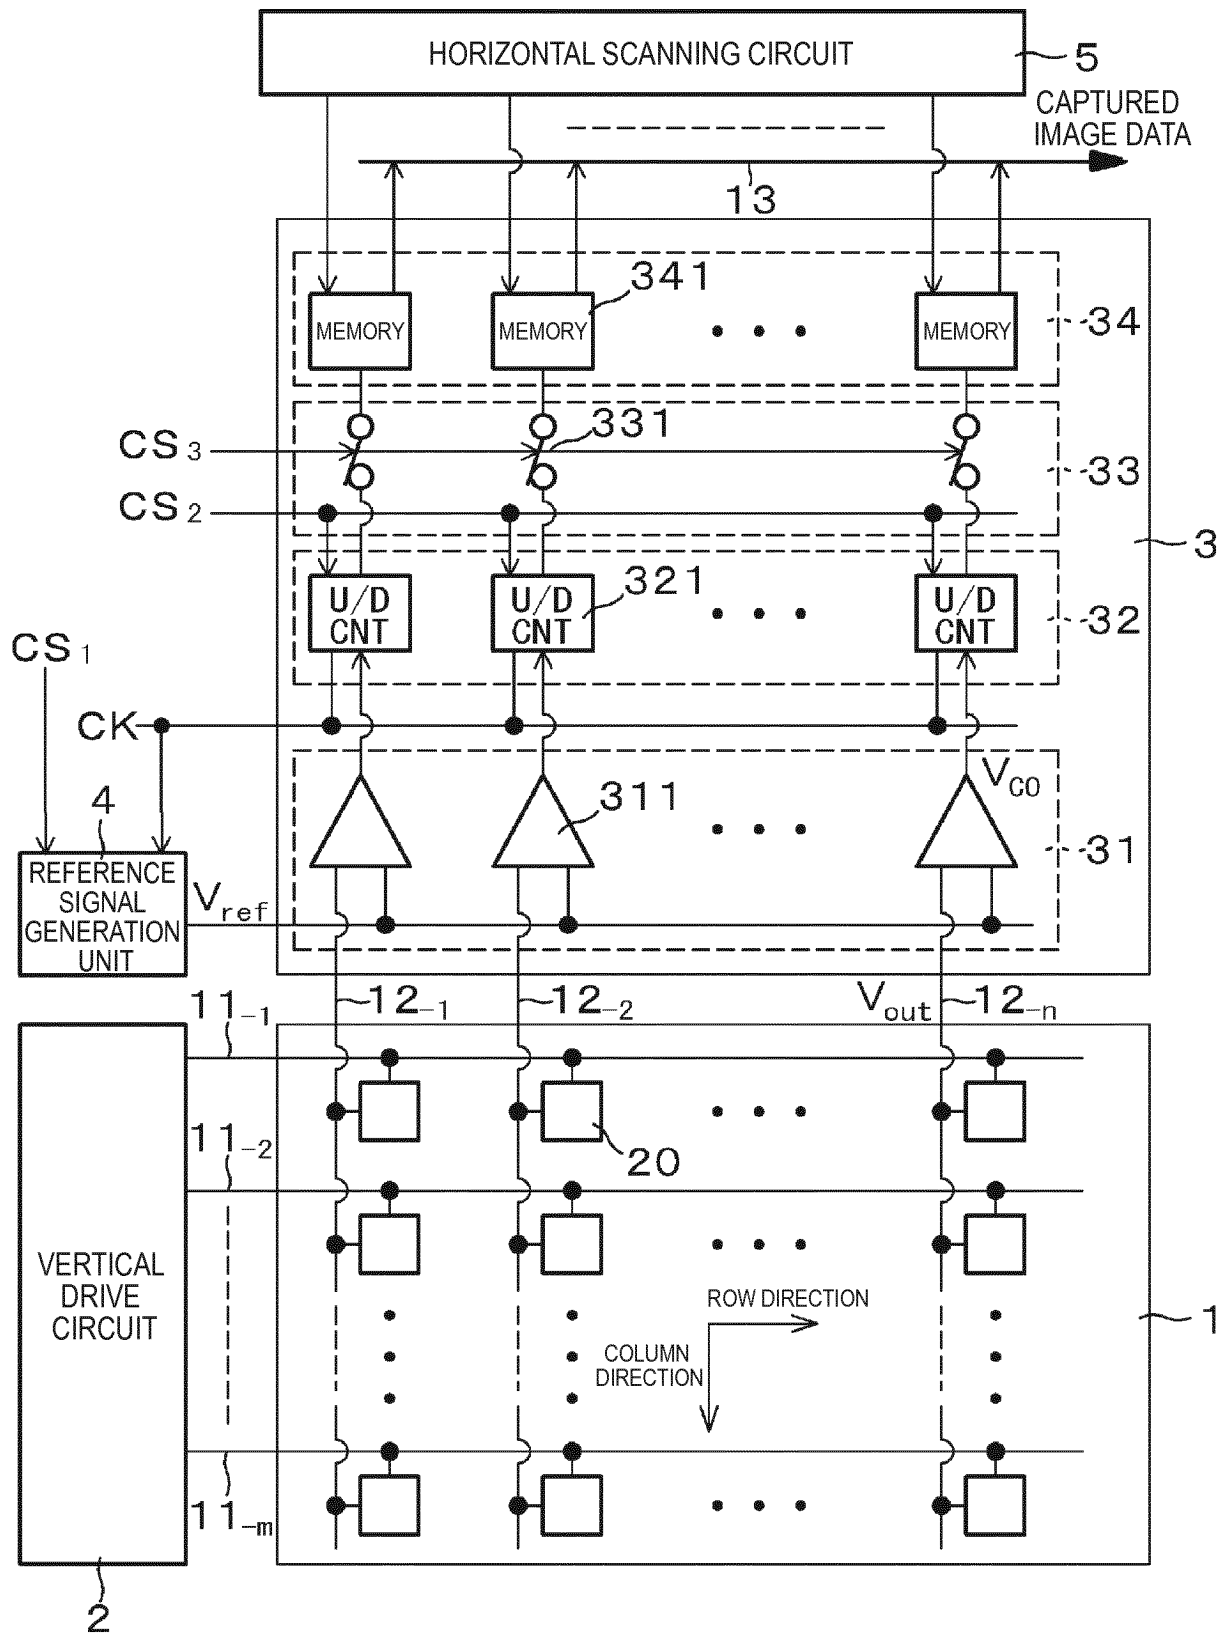 HORIZONTAL SCANNING CIRCUIT
5
CAPTURED
IMAGE DATA
13
341
MEMORY
MEMORY
MEMORY
34
CS3
331
33
CS2
3
U/D
CNT
U/D
CNT
321
U/D
CNT
32
CS1
CK
VCO
4
311
31
REFERENCE
SIGNAL
GENERATION
UNIT
Vref
11-1
12-1
12-2
Vout
12-n
20
11-2
VERTICAL
DRIVE
CIRCUIT
ROW DIRECTION
COLUMN
DIRECTION
1
11-m
2